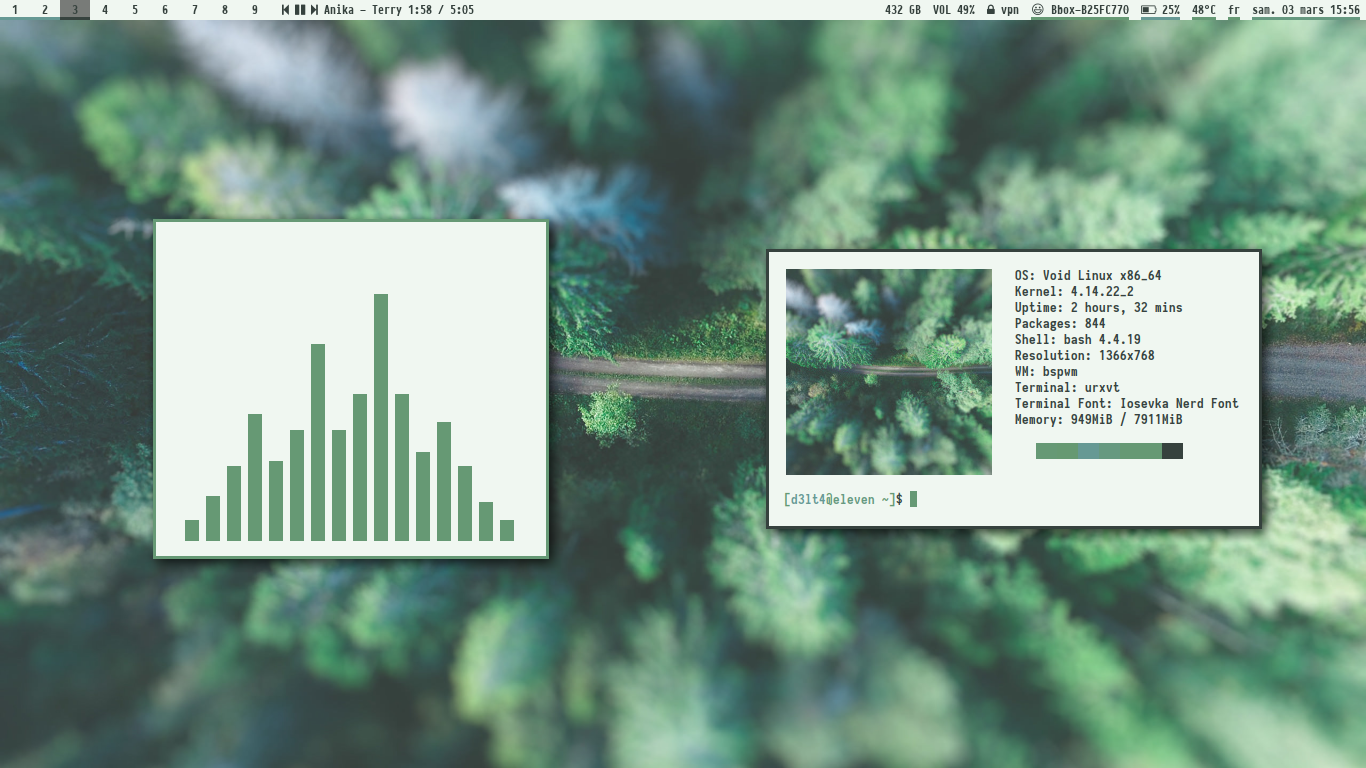 1 2 3 4 5 6 7 8 9 Anika - Terry 1:58 / 5:05 432 GB VOL 49% vpn Bbox-B25FC770 25% 48°C fr sam. 03 mars 15:56
OS: Void Linux x86_64
Kernel: 4.14.22_2
Uptime: 2 hours, 32 mins
Packages: 844
Shell: bash 4.4.19
Resolution: 1366x768
WM: bspwm
Terminal: urxvt
Terminal Font: Iosevka Nerd Font
Memory: 949MiB / 7911MiB
[d3lt4@eleven ~]$